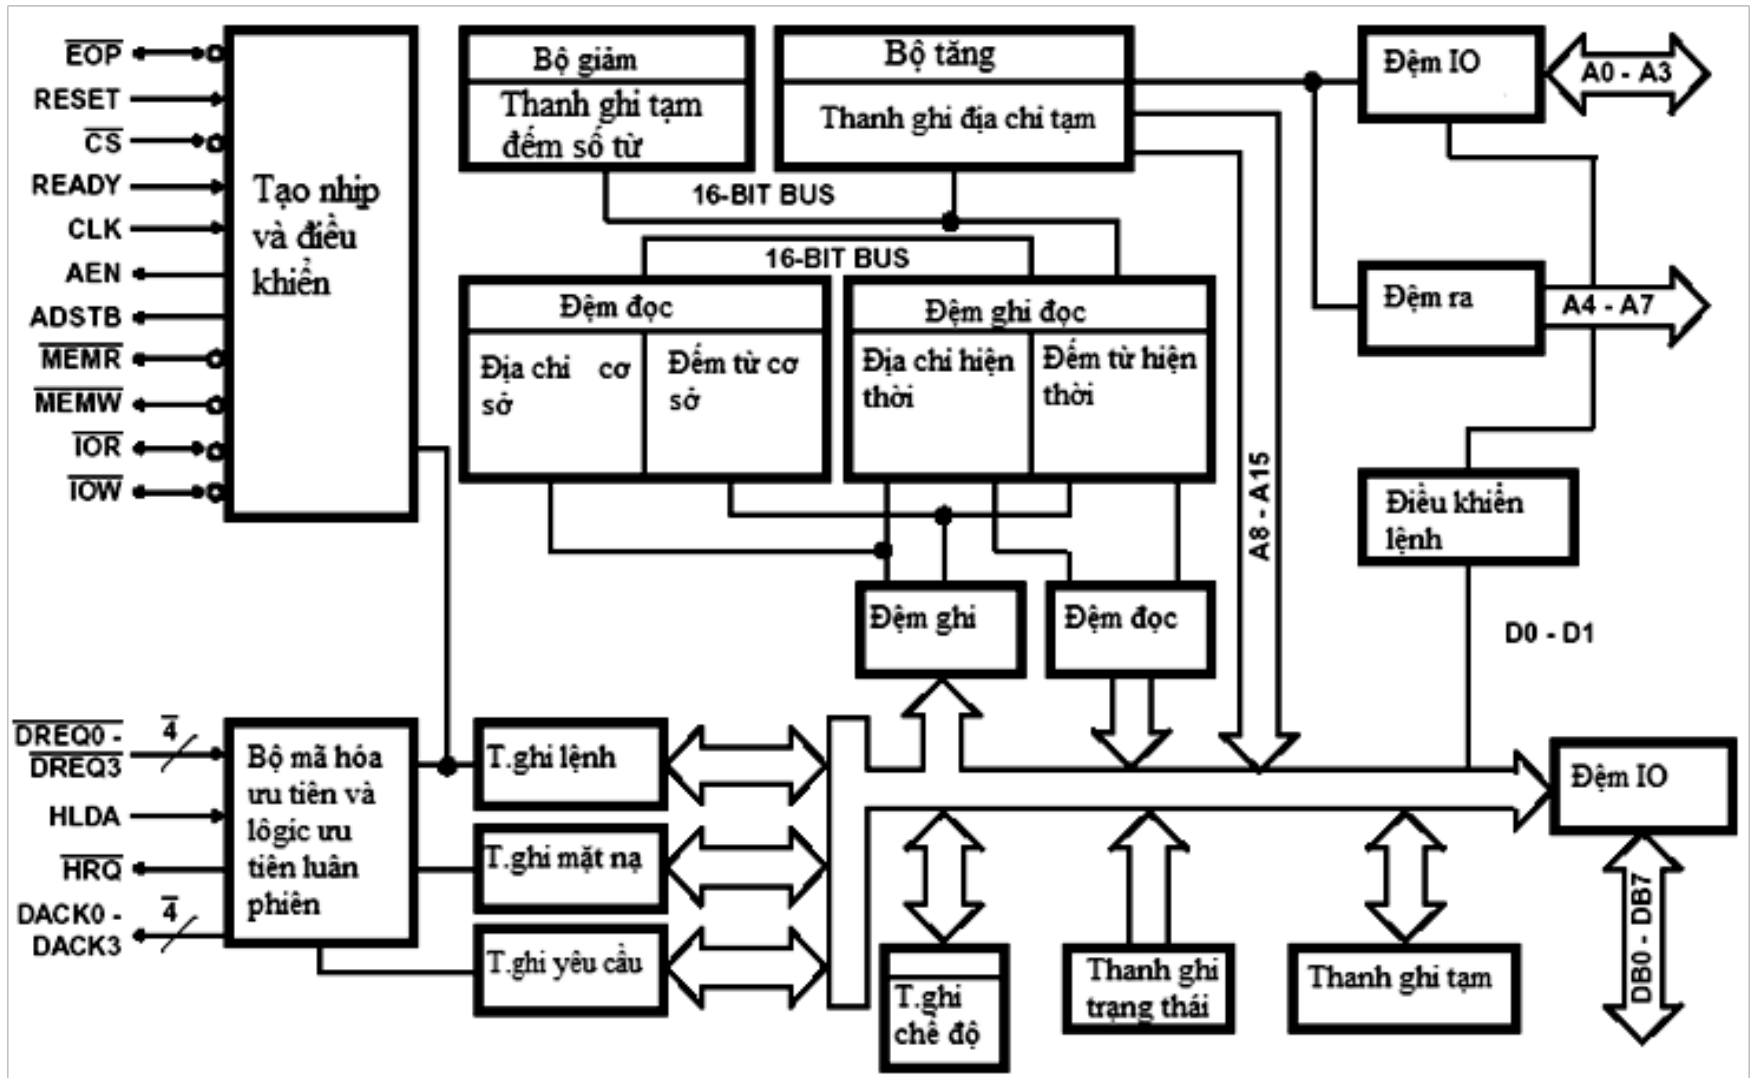 EOP
RESET
CS
READY
CLK
AEN
ADSTB
MEMR
MEMW
IOR
IOW
Tạo nhịp
và điều
khiển
Bộ giảm
Thanh ghi tạm
đếm số từ
Bộ tăng
Thanh ghi địa chỉ tạm
16-BIT BUS
16-BIT BUS
Đệm đọc
Địa chỉ cơ
sở
Đếm từ cơ
sở
Đệm ghi đọc
Địa chỉ hiện
thời
Đếm từ hiện
thời
Đệm IO
A0 - A3
Đệm ra
A4 - A7
A8 - A15
Điều khiển
lệnh
D0 - D1
Đệm ghi
Đệm đọc
DREQ0 -
DREQ3
4
HLDA
HRQ
DACK0 -
DACK3
4
Bộ mã hóa
ưu tiên và
lôgic ưu
tiên luân
phiên
T.ghi lệnh
T.ghi mặt nạ
T.ghi yêu cầu
T.ghi
chế độ
Thanh ghi
trạng thái
Thanh ghi tạm
Đệm IO
DB0 - DB7